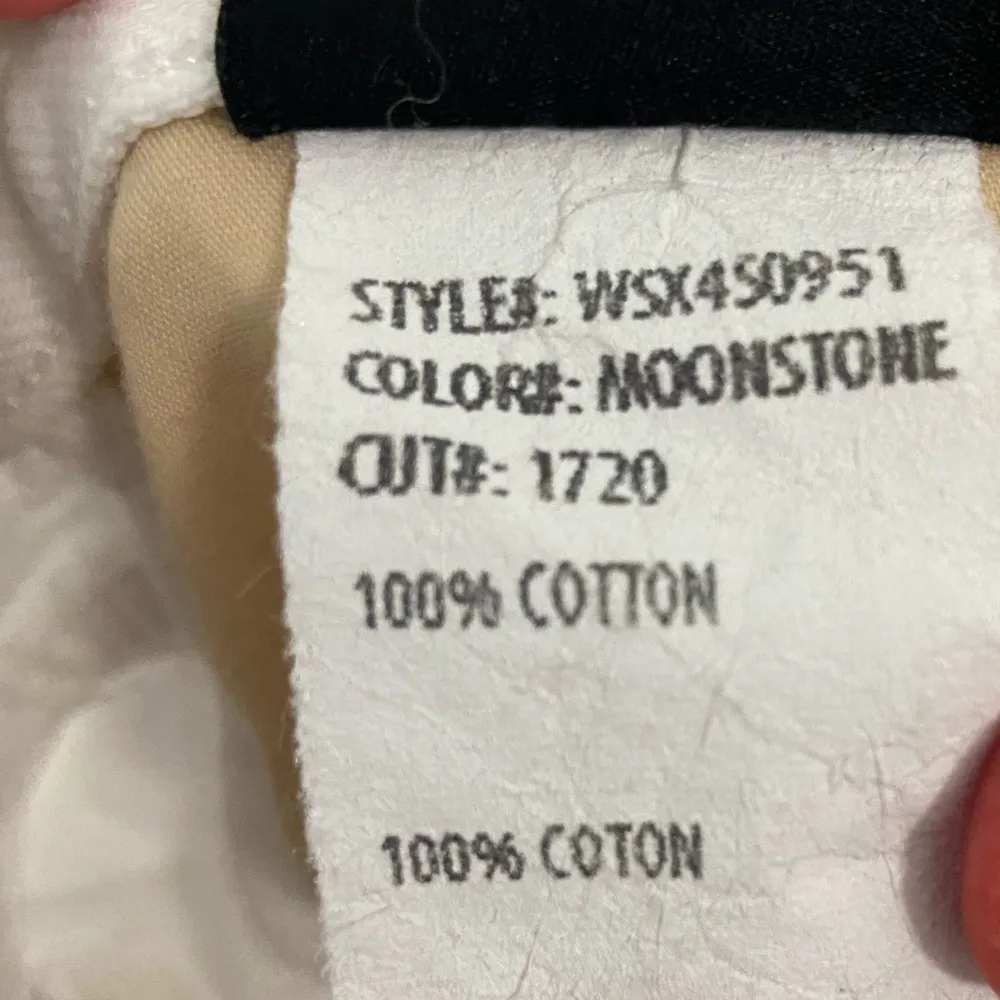 STYLE#: WSX450951
COLOR#: MOONSTONE
CUT#: 1720
100% COTTON
100% COTON